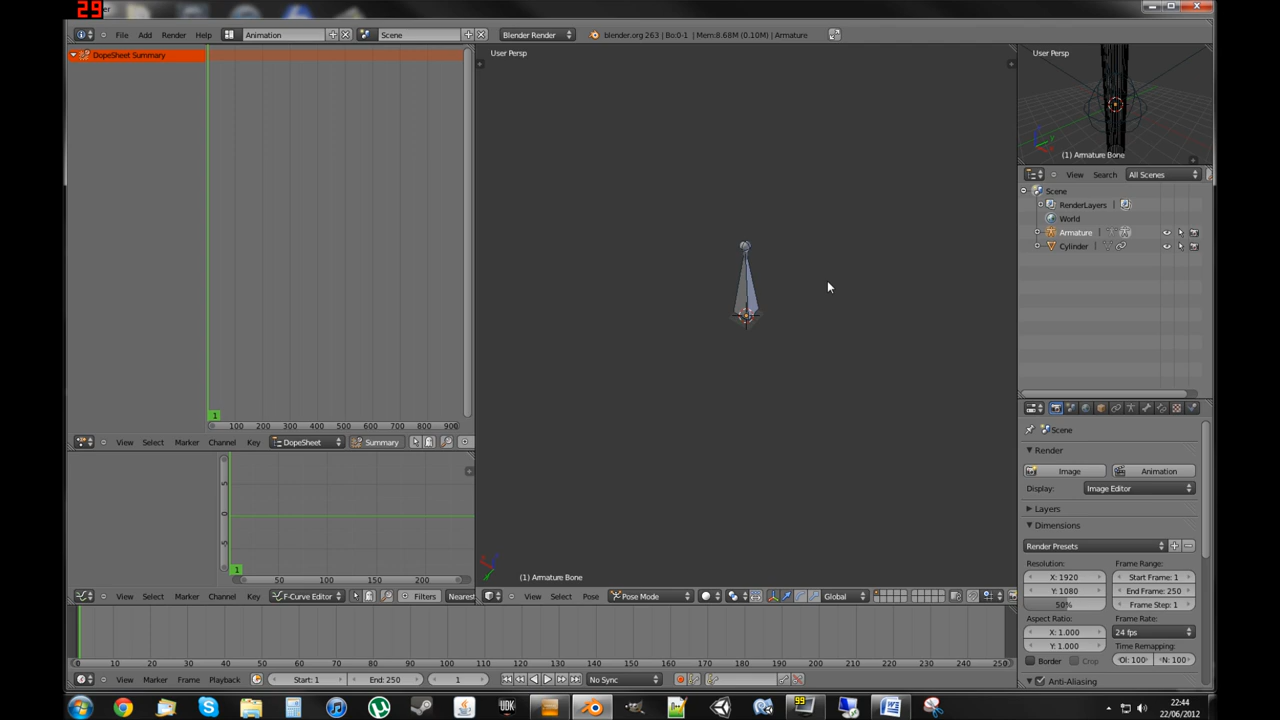 29
er
File Add Render Help Animation Scene Blender Render blender.org 263 | Bo:0-1 | Mem:8.68M (0.10M) | Armature
DopeSheet Summary
1
100 200 300 400 500 600 700 800 900
View Select Marker Channel Key DopeSheet Summary
5
0
-5
1
50 100 150 200
View Select Marker Channel Key F-Curve Editor Filters Nearest
User Persp
(1) Armature Bone
View Select Pose Pose Mode Global
User Persp
(1) Armature Bone
View Search All Scenes
Scene
RenderLayers |
World
Armature
Cylinder
Scene
Render
Image Animation
Display: Image Editor
Layers
Dimensions
Render Presets
Resolution: Frame Range:
X: 1920 Start Frame: 1
Y: 1080 End Frame: 250
50% Frame Step: 1
Aspect Ratio: Frame Rate:
X: 1.000 24 fps
Y: 1.000 Time Remapping:
Border Crop O: 100 N: 100
Anti-Aliasing
0 10 20 30 40 50 60 70 80 90 100 110 120 130 140 150 160 170 180 190 200 210 220 230 240 250
View Marker Frame Playback Start: 1 End: 250 1 No Sync
UDK
99
22:44
22/06/2012